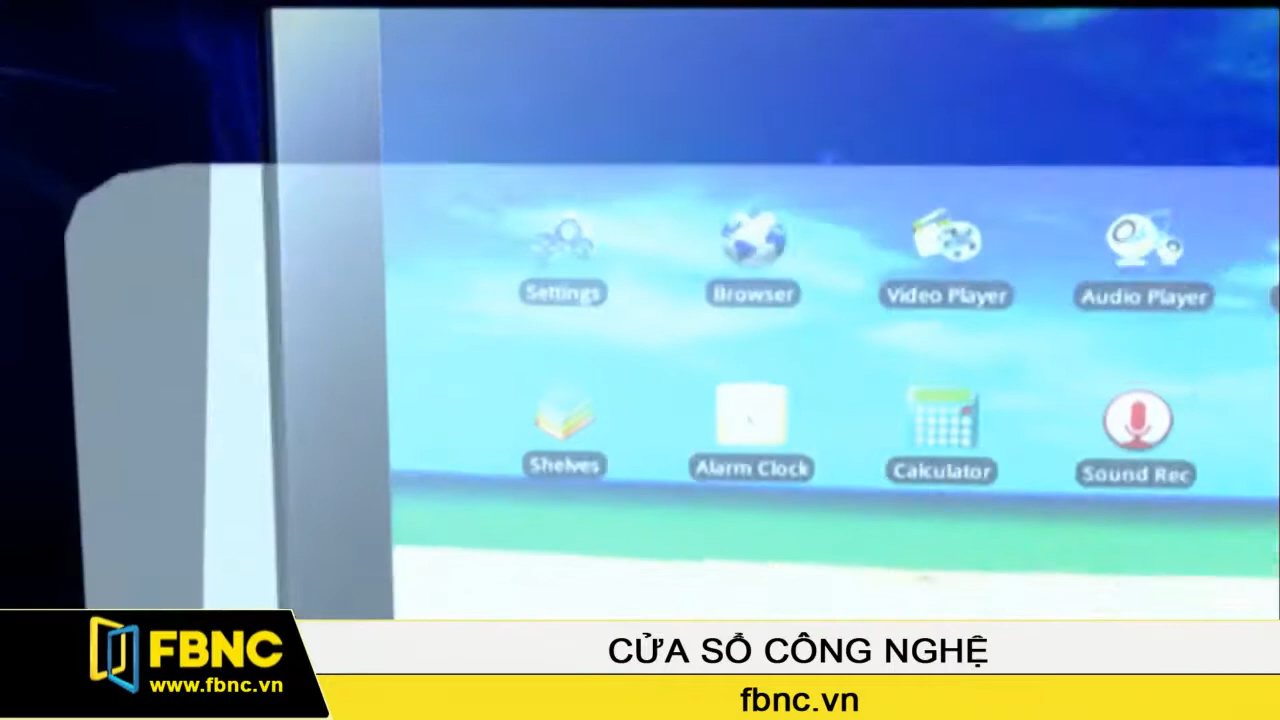 Settings
Browser
Video Player
Audio Player
Shelves
Alarm Clock
Calculator
Sound Rec
FBNC
www.fbnc.vn
CỬA SỔ CÔNG NGHỆ
fbnc.vn